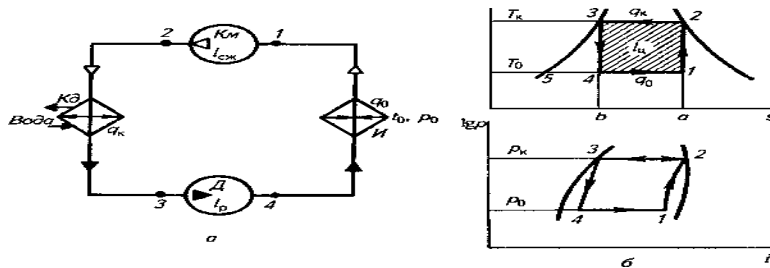 2
Км
1
lсж
Кд
Вода
qк
q0
t0, p0
И
3
Д
lр
4
а
Tк
3
qк
2
lц
T0
5
4
q0
1
b
a
s
lgp
pк
3
2
p0
4
1
б
i